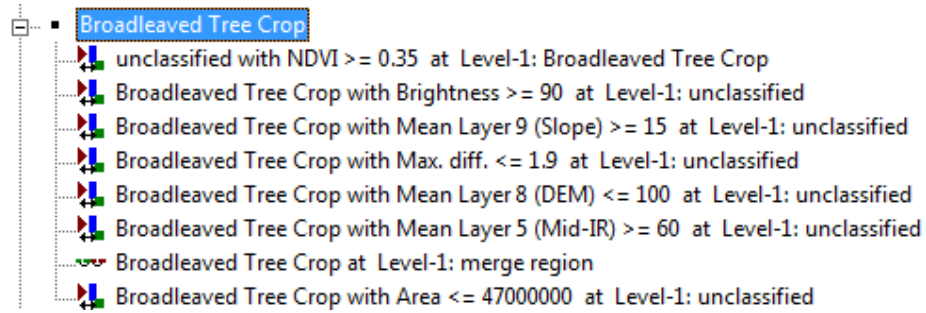 Broadleaved Tree Crop
unclassified with NDVI >= 0.35 at Level-1: Broadleaved Tree Crop
Broadleaved Tree Crop with Brightness >= 90 at Level-1: unclassified
Broadleaved Tree Crop with Mean Layer 9 (Slope) >= 15 at Level-1: unclassified
Broadleaved Tree Crop with Max. diff. <= 1.9 at Level-1: unclassified
Broadleaved Tree Crop with Mean Layer 8 (DEM) <= 100 at Level-1: unclassified
Broadleaved Tree Crop with Mean Layer 5 (Mid-IR) >= 60 at Level-1: unclassified
Broadleaved Tree Crop at Level-1: merge region
Broadleaved Tree Crop with Area <= 47000000 at Level-1: unclassified